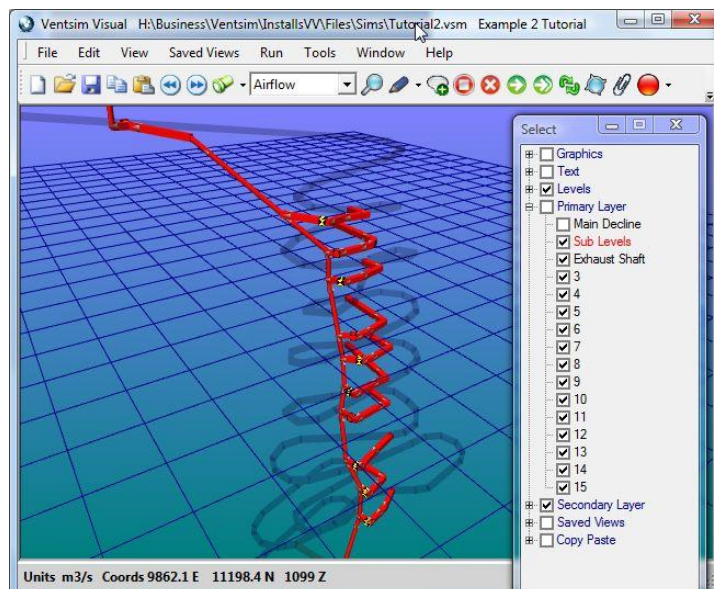 Ventsim Visual H:\Business\Ventsim\InstallsVV\Files\Sims\Tutorial2.vsm Example 2 Tutorial
File Edit View Saved Views Run Tools Window Help
Airflow
Select
Graphics
Text
Levels
Primary Layer
Main Decline
Sub Levels
Exhaust Shaft
3
4
5
6
7
8
9
10
11
12
13
14
15
Secondary Layer
Saved Views
Copy Paste
Units m3/s Coords 9862.1 E 11198.4 N 1099 Z